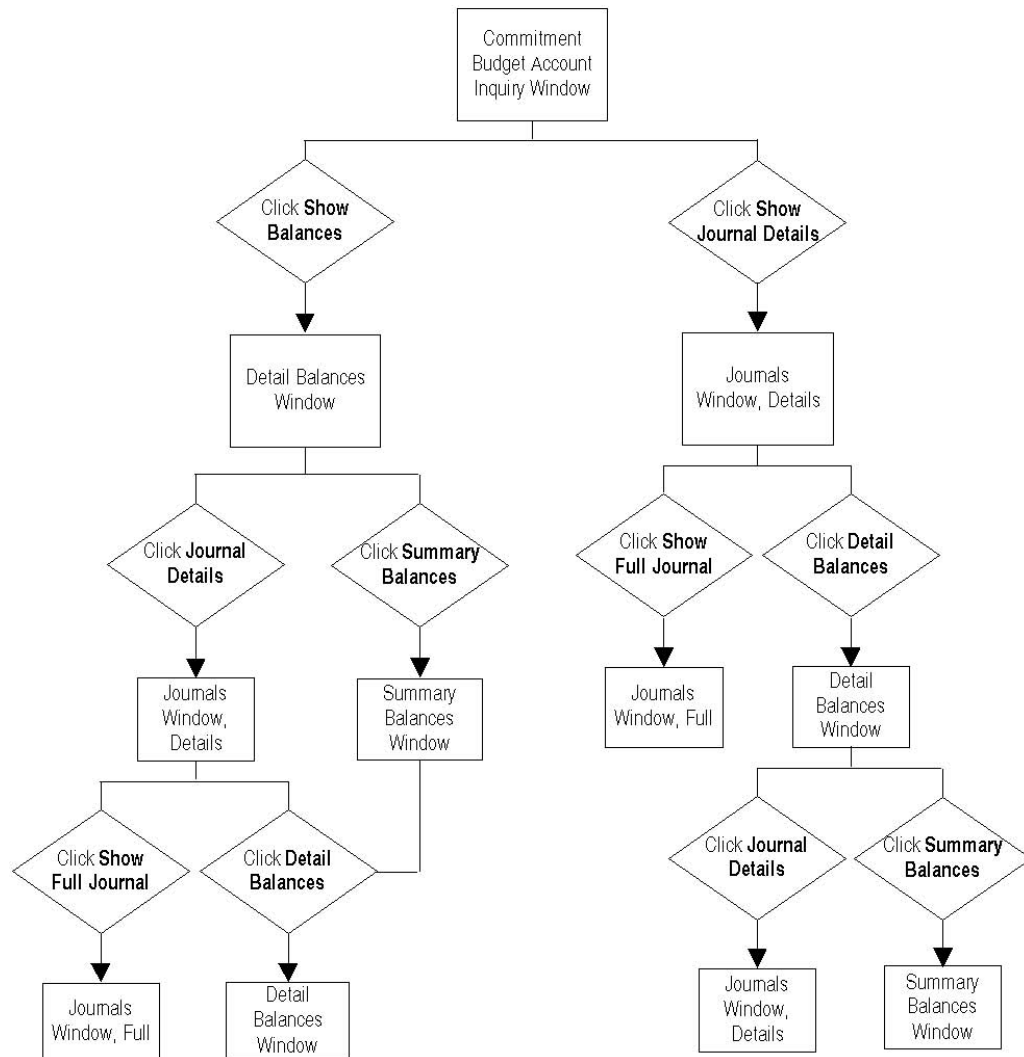 Commitment
Budget Account
Inquiry Window
Click Show
Balances
Click Show
Journal Details
Detail Balances
Window
Journals
Window, Details
Click Journal
Details
Click Summary
Balances
Click Show
Full Journal
Click Detail
Balances
Journals
Window,
Details
Summary
Balances
Window
Journals
Window, Full
Detail
Balances
Window
Click Show
Full Journal
Click Detail
Balances
Click Journal
Details
Click Summary
Balances
Journals
Window, Full
Detail
Balances
Window
Journals
Window,
Details
Summary
Balances
Window